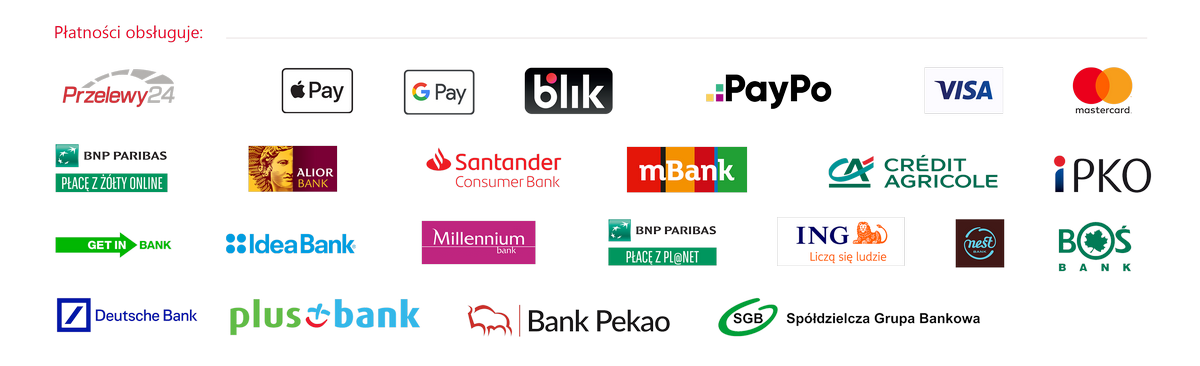 Płatności obsługuje:
Przelewy24
Pay
G Pay
blik
PayPo
VISA
mastercard.
BNP PARIBAS
PŁACĘ Z ŻÓŁTY ONLINE
ALIOR
BANK
Santander
Consumer Bank
mBank
CRÉDIT
AGRICOLE
iPKO
GET IN BANK
IdeaBank
Millennium
bank
BNP PARIBAS
PŁACĘ Z PL@NET
ING
Liczą się ludzie
nest
BANK
BOŚ
BANK
Deutsche Bank
plus bank
Bank Pekao
SGB
Spółdzielcza Grupa Bankowa